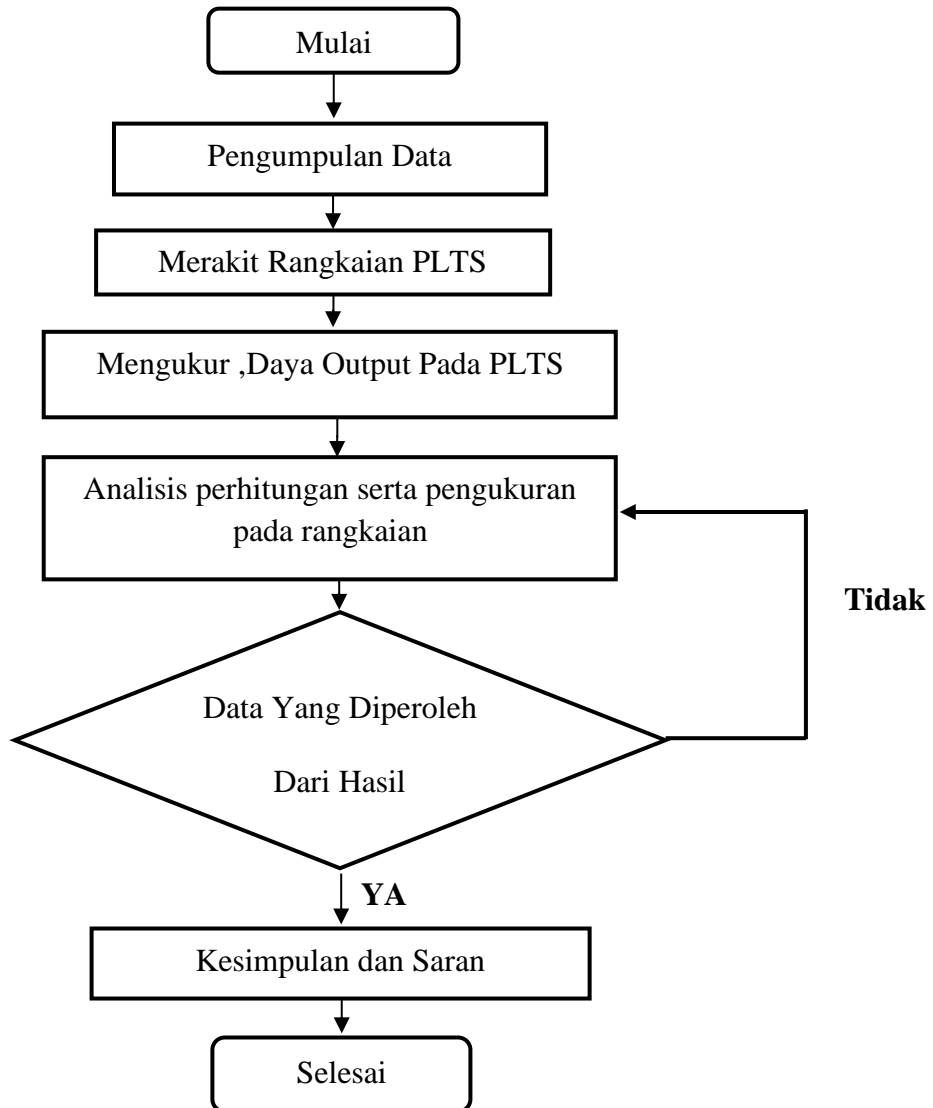 Mulai
Pengumpulan Data
Merakit Rangkaian PLTS
Mengukur ,Daya Output Pada PLTS
Analisis perhitungan serta pengukuran
pada rangkaian
Tidak
Data Yang Diperoleh
Dari Hasil
YA
Kesimpulan dan Saran
Selesai